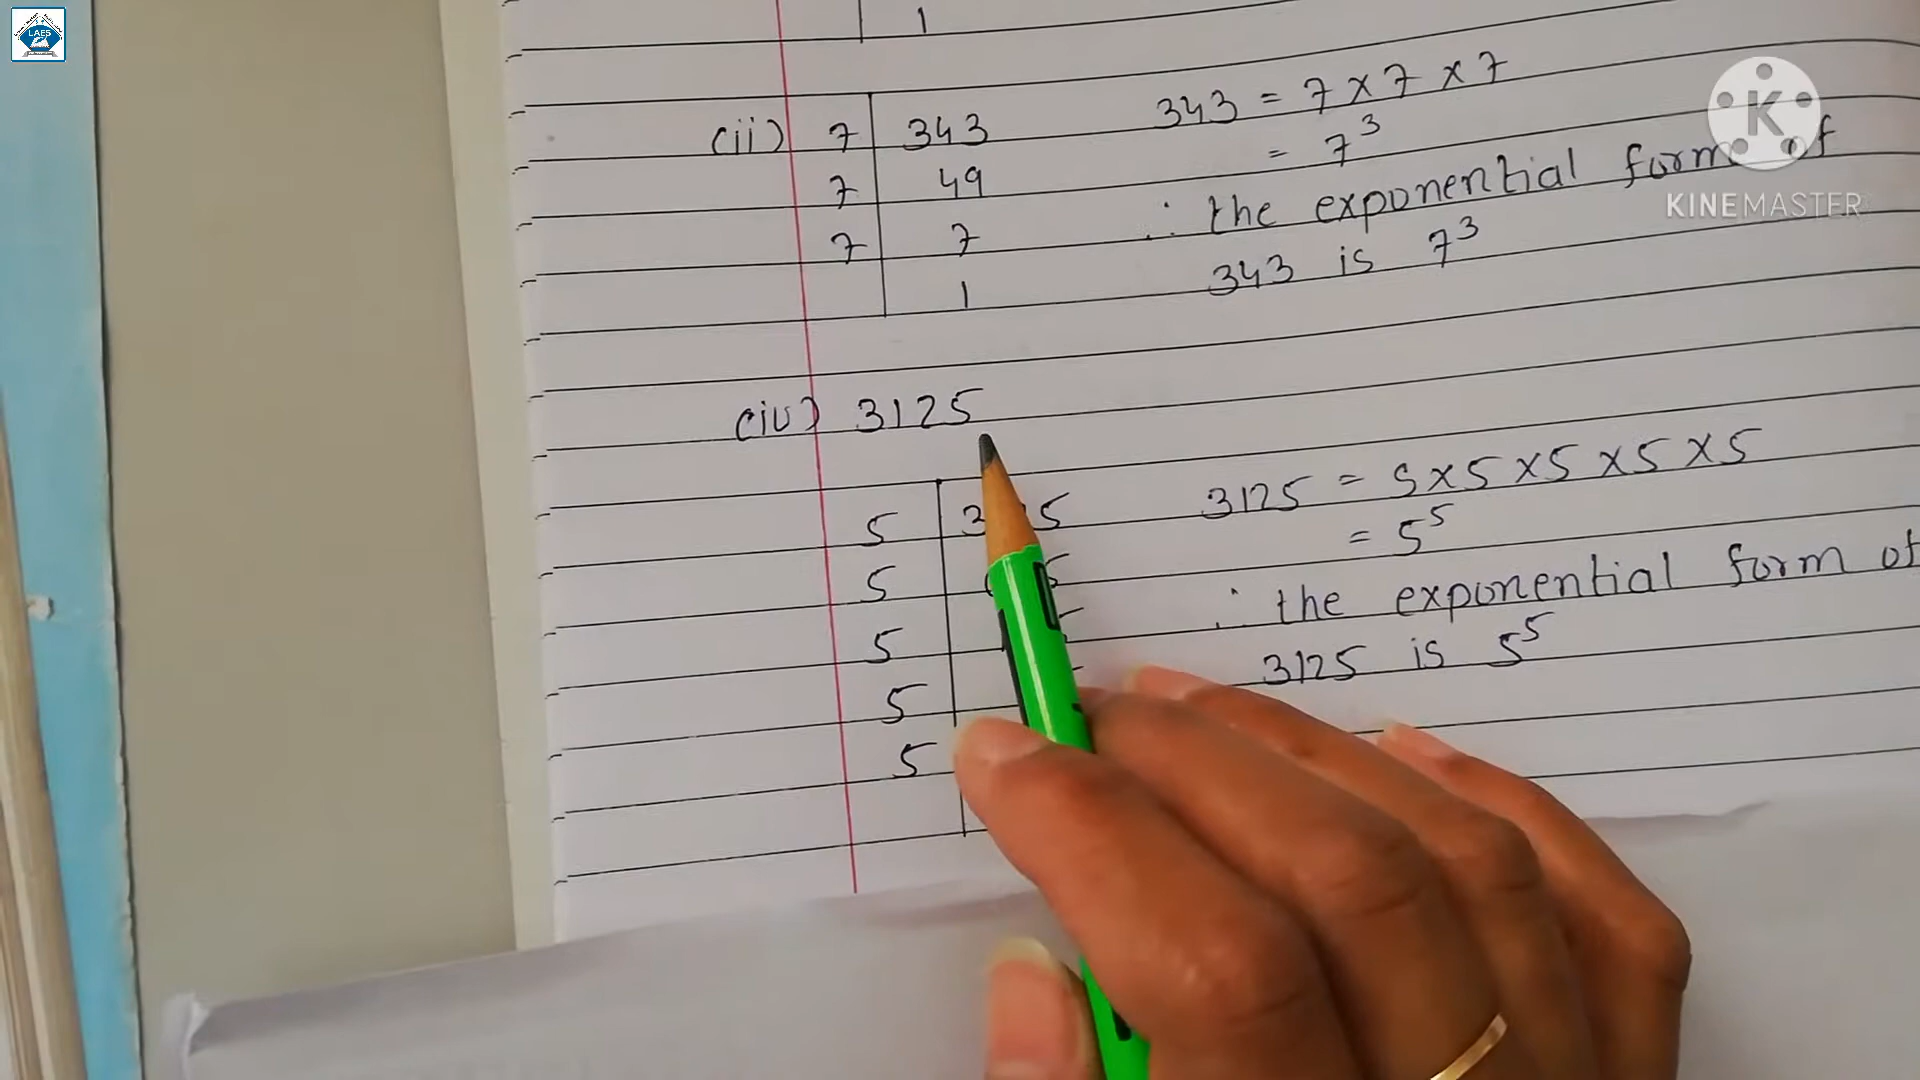 LAES
1
(ii) 7 | 343 343 = 7 × 7 × 7
7 | 49 = 7³
7 | 7 ∴ the exponential form of
1 343 is 7³
KINEMASTER
(iv) 3125
5 3125 = 5 × 5 × 5 × 5 × 5
5 = 5⁵
5 ∴ the exponential form of
5 3125 is 5⁵
5